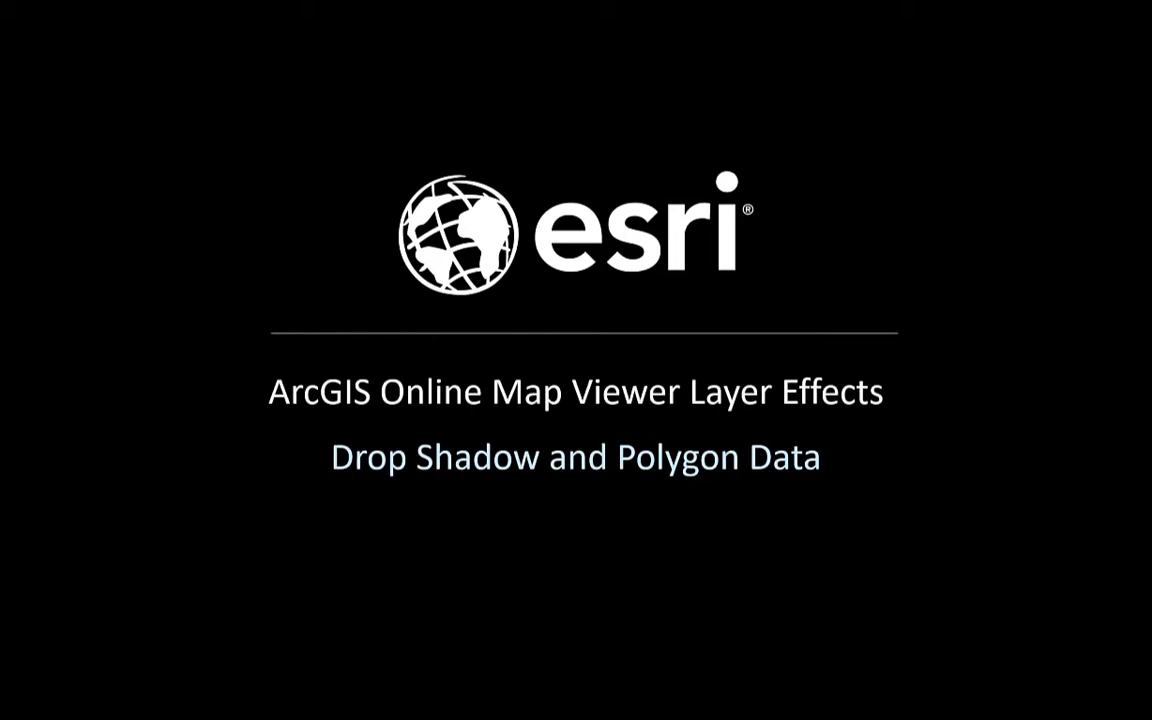 esri®
ArcGIS Online Map Viewer Layer Effects
Drop Shadow and Polygon Data